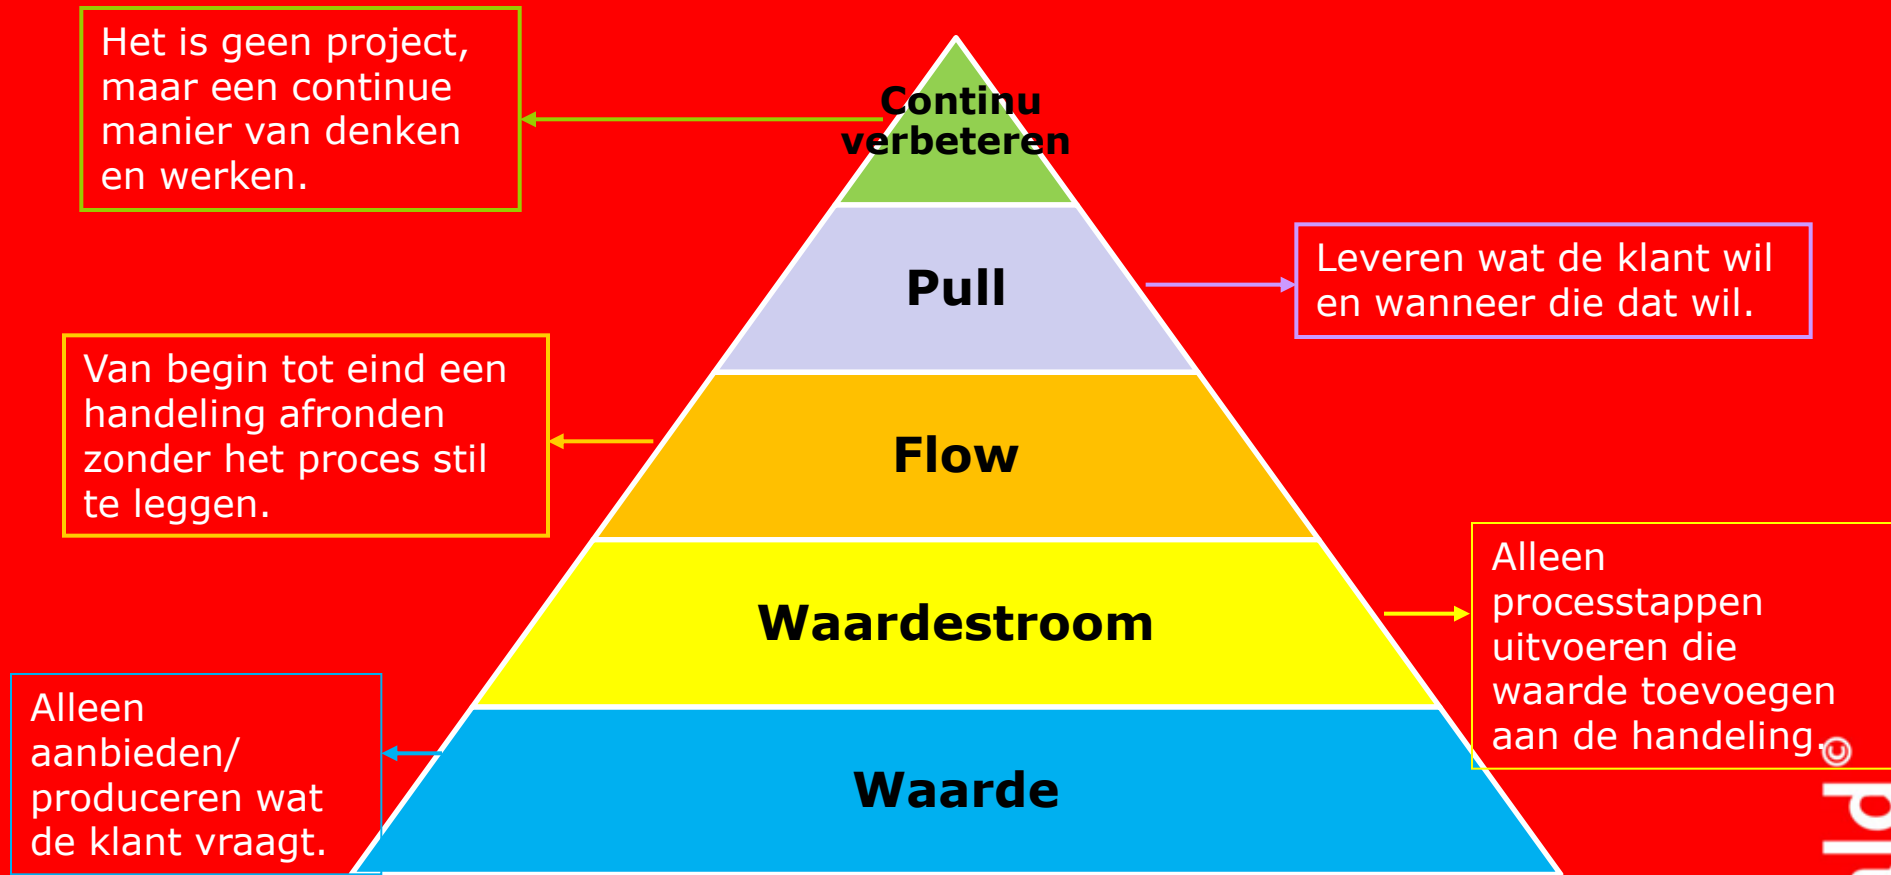 Het is geen project,
maar een continue
manier van denken
en werken.
Continu
verbeteren
Pull
Leveren wat de klant wil
en wanneer die dat wil.
Van begin tot eind een
handeling afronden
zonder het proces stil
te leggen.
Flow
Alleen
processtappen
uitvoeren die
waarde toevoegen
aan de handeling.
Waardestroom
Alleen
aanbieden/
produceren wat
de klant vraagt.
Waarde
©